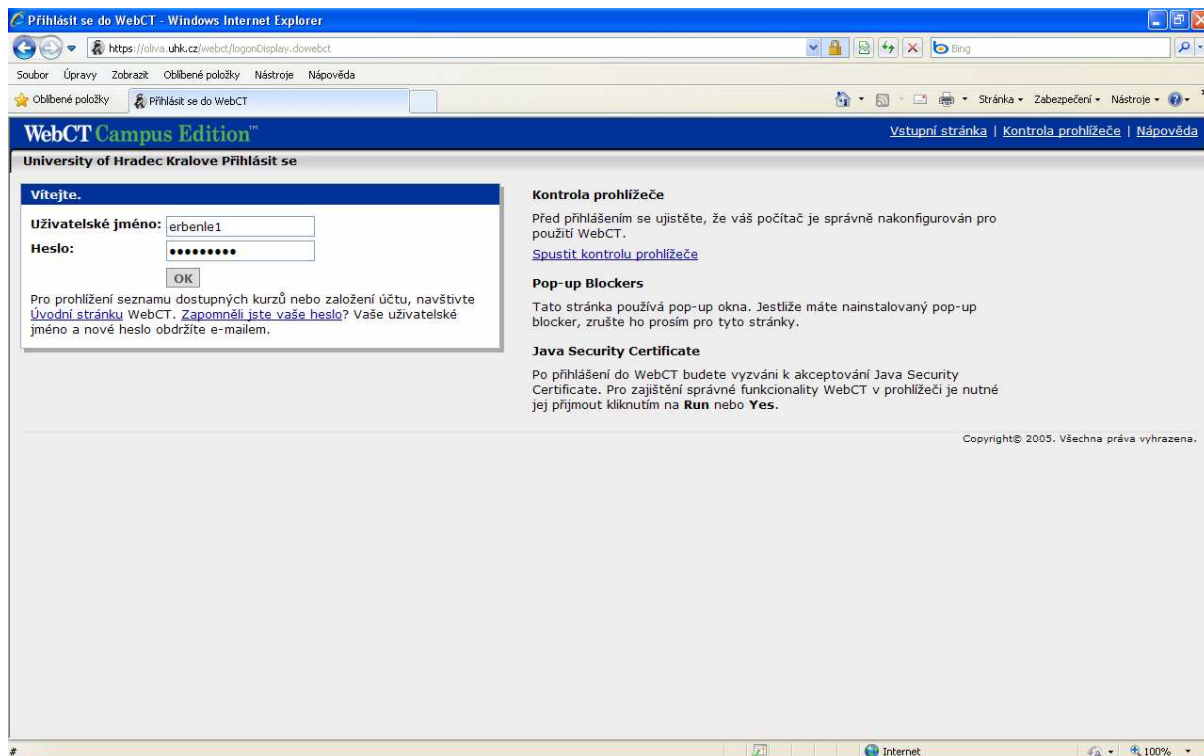 Přihlásit se do WebCT - Windows Internet Explorer
https://oliva.uhk.cz/webct/logonDisplay.dowebct
Bing
Soubor Úpravy Zobrazit Oblíbené položky Nástroje Nápověda
Oblíbené položky Přihlásit se do WebCT Stránka Zabezpečení Nástroje
WebCT Campus Edition™ Vstupní stránka | Kontrola prohlížeče | Nápověda
University of Hradec Kralove Přihlásit se
Vítejte.
Uživatelské jméno: erbenle1
Heslo: •••••••••
OK
Pro prohlížení seznamu dostupných kurzů nebo založení účtu, navštivte
Úvodní stránku WebCT. Zapomněli jste vaše heslo? Vaše uživatelské
jméno a nové heslo obdržíte e-mailem.
Kontrola prohlížeče
Před přihlášením se ujistěte, že váš počítač je správně nakonfigurován pro
použití WebCT.
Spustit kontrolu prohlížeče
Pop-up Blockers
Tato stránka používá pop-up okna. Jestliže máte nainstalovaný pop-up
blocker, zrušte ho prosím pro tyto stránky.
Java Security Certificate
Po přihlášení do WebCT budete vyzváni k akceptování Java Security
Certificate. Pro zajištění správné funkcionality WebCT v prohlížeči je nutné
jej přijmout kliknutím na Run nebo Yes.
Copyright© 2005. Všechna práva vyhrazena.
# Internet 100%